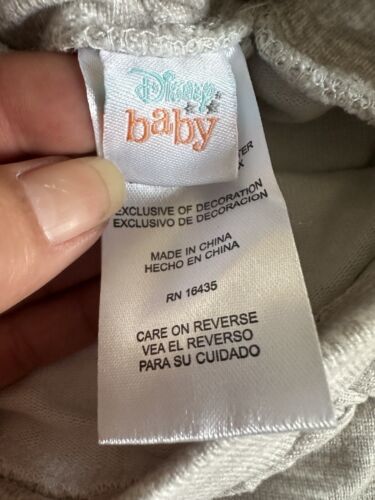 Disney
baby
EXCLUSIVE OF DECORATION
EXCLUSIVO DE DECORACION
MADE IN CHINA
HECHO EN CHINA
RN 16435
CARE ON REVERSE
VEA EL REVERSO
PARA SU CUIDADO